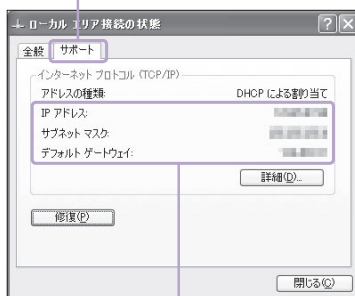 ローカル エリア接続の状態
全般 サポート
インターネット プロトコル (TCP/IP)
アドレスの種類: DHCP による割り当て
IP アドレス:
サブネット マスク:
デフォルト ゲートウェイ:
詳細(D)...
修復(P)
閉じる(C)